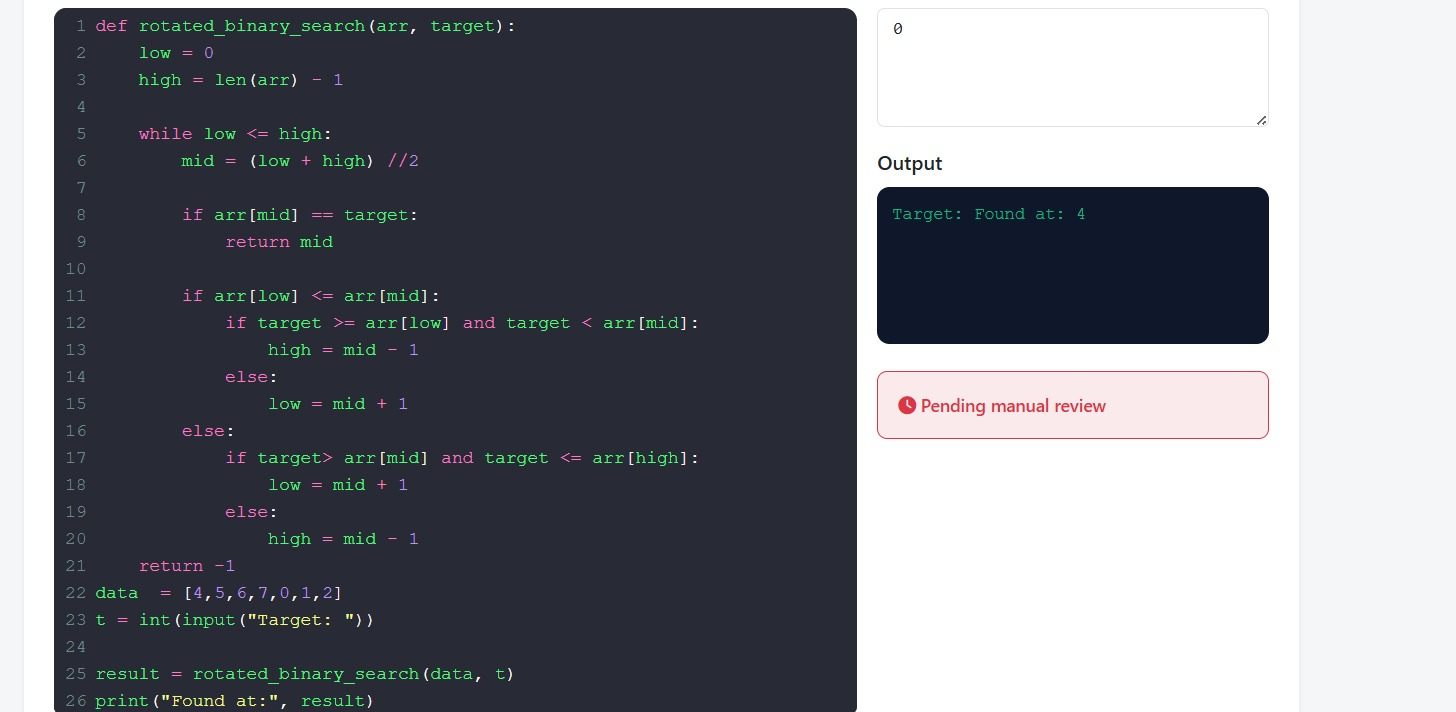 1 def rotated_binary_search(arr, target):
2     low = 0
3     high = len(arr) - 1
4
5     while low <= high:
6         mid = (low + high) //2
7
8         if arr[mid] == target:
9             return mid
10
11         if arr[low] <= arr[mid]:
12             if target >= arr[low] and target < arr[mid]:
13                 high = mid - 1
14             else:
15                 low = mid + 1
16         else:
17             if target> arr[mid] and target <= arr[high]:
18                 low = mid + 1
19             else:
20                 high = mid - 1
21     return -1
22 data  = [4,5,6,7,0,1,2]
23 t = int(input("Target: "))
24
25 result = rotated_binary_search(data, t)
26 print("Found at:", result)
0
Output
Target: Found at: 4
Pending manual review